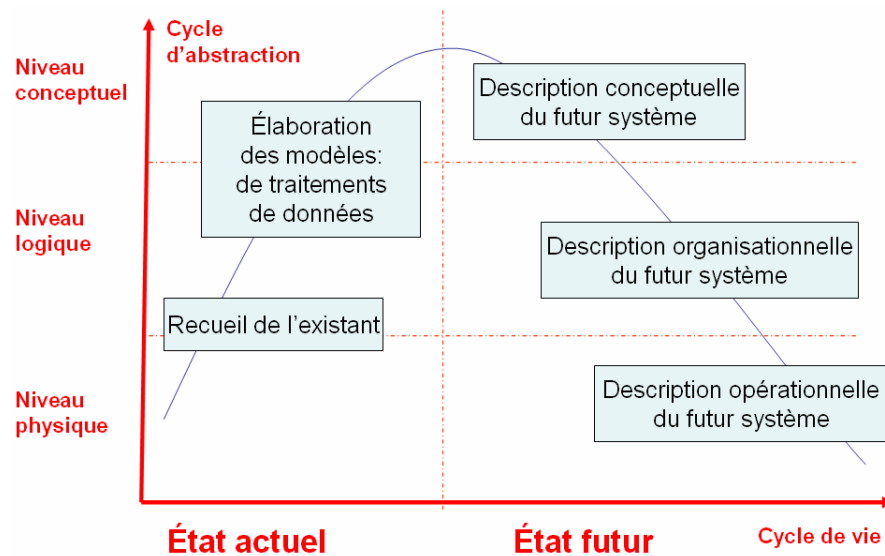 Cycle
d'abstraction
Niveau
conceptuel
Élaboration
des modèles:
de traitements
de données
Description conceptuelle
du futur système
Niveau
logique
Description organisationnelle
du futur système
Recueil de l'existant
Niveau
physique
Description opérationnelle
du futur système
État actuel
État futur
Cycle de vie